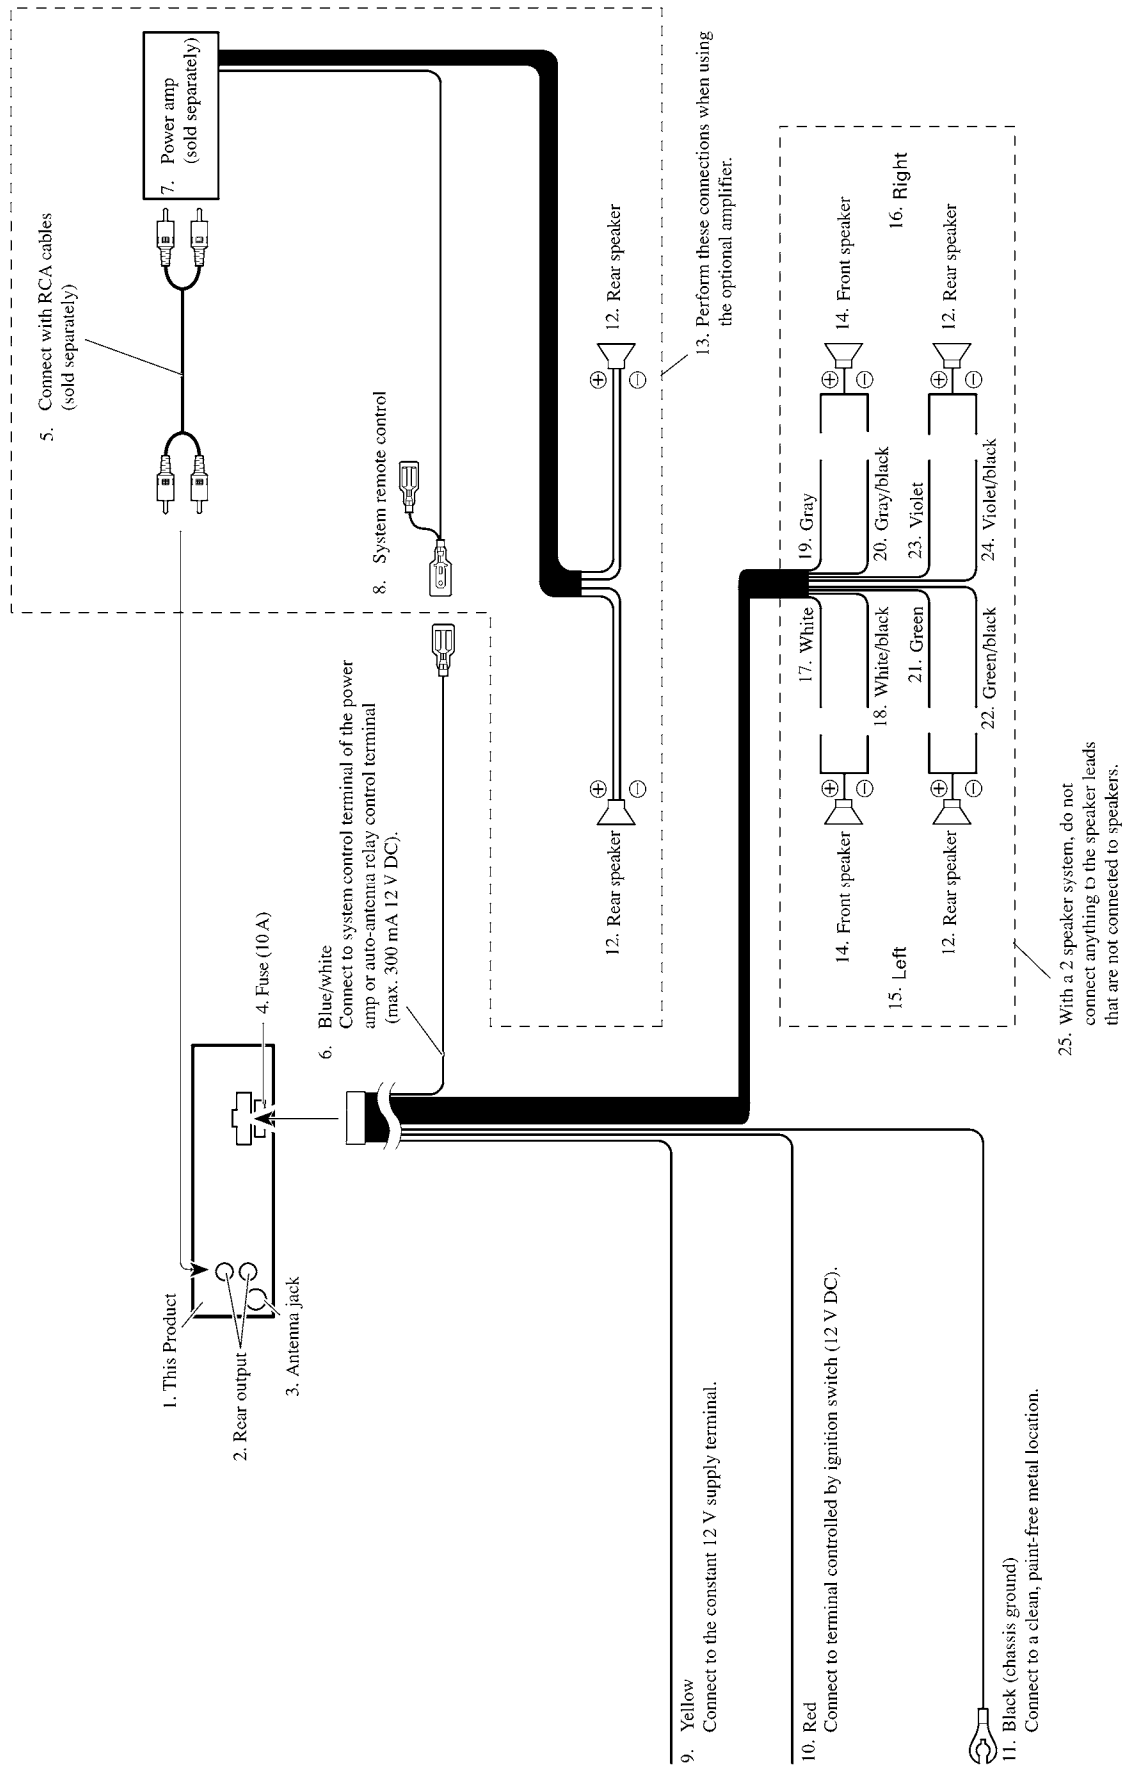 1. This Product
2. Rear output
3. Antenna jack
4. Fuse (10 A)
5. Connect with RCA cables
(sold separately)
6. Blue/white
Connect to system control terminal of the power
amp or auto-antenna relay control terminal
(max. 300 mA 12 V DC).
7. Power amp
(sold separately)
8. System remote control
9. Yellow
Connect to the constant 12 V supply terminal.
10. Red
Connect to terminal controlled by ignition switch (12 V DC).
11. Black (chassis ground)
Connect to a clean, paint-free metal location.
12. Rear speaker
+
−
12. Rear speaker
+
−
13. Perform these connections when using
the optional amplifier.
14. Front speaker
+
−
17. White
18. White/black
19. Gray
20. Gray/black
+
−
14. Front speaker
15. Left
16. Right
12. Rear speaker
+
−
21. Green
22. Green/black
23. Violet
24. Violet/black
+
−
12. Rear speaker
25. With a 2 speaker system, do not
connect anything to the speaker leads
that are not connected to speakers.